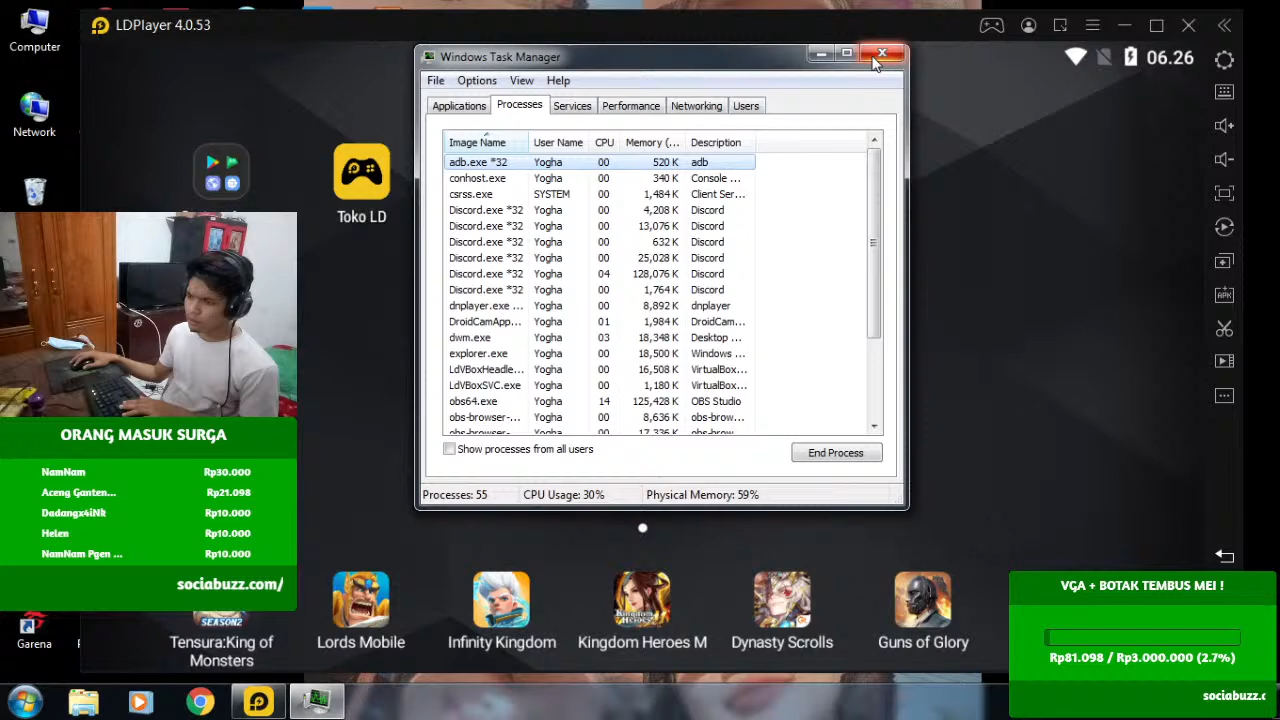 Computer
LDPlayer 4.0.53
Windows Task Manager
06.26
File Options View Help
Applications Processes Services Performance Networking Users
Network
Image Name User Name CPU Memory (... Description
adb.exe *32 Yogha 00 520 K adb
conhost.exe Yogha 00 340 K Console ...
csrss.exe SYSTEM 00 1,484 K Client Ser...
Discord.exe *32 Yogha 00 4,208 K Discord
Discord.exe *32 Yogha 00 13,076 K Discord
Discord.exe *32 Yogha 00 632 K Discord
Discord.exe *32 Yogha 00 25,028 K Discord
Discord.exe *32 Yogha 04 128,076 K Discord
Discord.exe *32 Yogha 00 1,764 K Discord
dnplayer.exe ... Yogha 00 8,892 K dnplayer
DroidCamApp... Yogha 01 1,984 K DroidCam...
dwm.exe Yogha 03 18,348 K Desktop ...
explorer.exe Yogha 00 18,500 K Windows ...
LdVBoxHeadle... Yogha 00 16,508 K VirtualBox...
LdVBoxSVC.exe Yogha 00 1,180 K VirtualBox...
obs64.exe Yogha 14 125,428 K OBS Studio
obs-browser-... Yogha 00 8,636 K obs-brow...
obs-browser-... Yogha 00 17,336 K obs-brow...
Show processes from all users
End Process
Processes: 55 CPU Usage: 30% Physical Memory: 59%
Toko LD
APK
ORANG MASUK SURGA
NamNam Rp30.000
Aceng Ganten... Rp21.098
Dadangx4iNk Rp10.000
Helen Rp10.000
NamNam Pgen ... Rp10.000
sociabuzz.com/
SEASON2
Garena
Tensura:King of
Monsters
Lords Mobile
Infinity Kingdom
Kingdom Heroes M
Dynasty Scrolls
Guns of Glory
VGA + BOTAK TEMBUS MEI !
Rp81.098 / Rp3.000.000 (2.7%)
sociabuzz.c